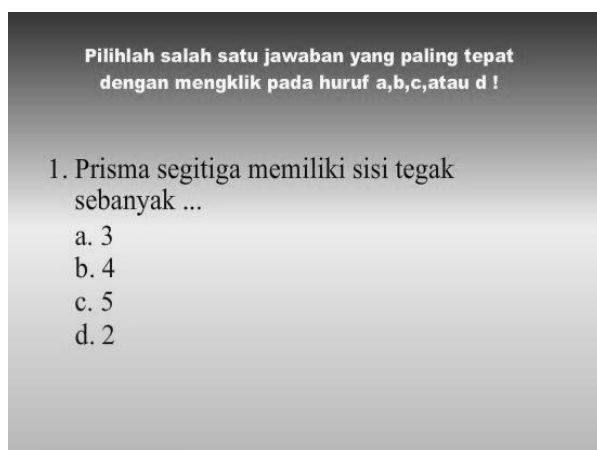 Pilihlah salah satu jawaban yang paling tepat
dengan mengklik pada huruf a,b,c,atau d !
1. Prisma segitiga memiliki sisi tegak
sebanyak ...
a. 3
b. 4
c. 5
d. 2